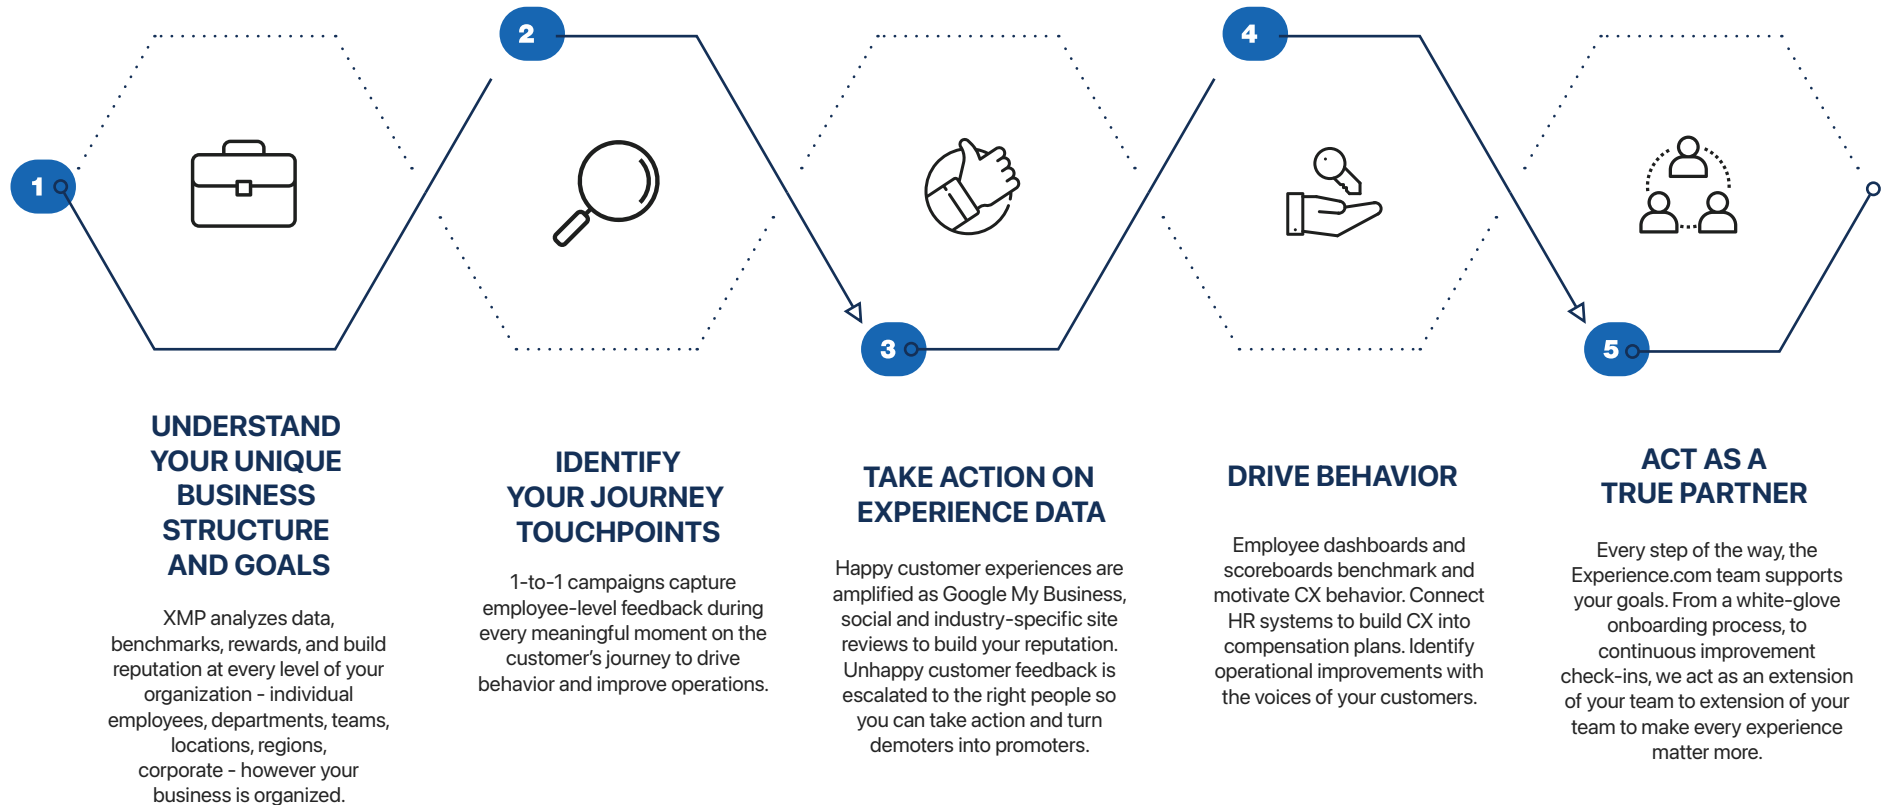 1
UNDERSTAND
YOUR UNIQUE
BUSINESS
STRUCTURE
AND GOALS
XMP analyzes data,
benchmarks, rewards, and build
reputation at every level of your
organization - individual
employees, departments, teams,
locations, regions,
corporate - however your
business is organized.
2
IDENTIFY
YOUR JOURNEY
TOUCHPOINTS
1-to-1 campaigns capture
employee-level feedback during
every meaningful moment on the
customer’s journey to drive
behavior and improve operations.
3
TAKE ACTION ON
EXPERIENCE DATA
Happy customer experiences are
amplified as Google My Business,
social and industry-specific site
reviews to build your reputation.
Unhappy customer feedback is
escalated to the right people so
you can take action and turn
demoters into promoters.
4
DRIVE BEHAVIOR
Employee dashboards and
scoreboards benchmark and
motivate CX behavior. Connect
HR systems to build CX into
compensation plans. Identify
operational improvements with
the voices of your customers.
5
ACT AS A
TRUE PARTNER
Every step of the way, the
Experience.com team supports
your goals. From a white-glove
onboarding process, to
continuous improvement
check-ins, we act as an extension
of your team to extension of your
team to make every experience
matter more.